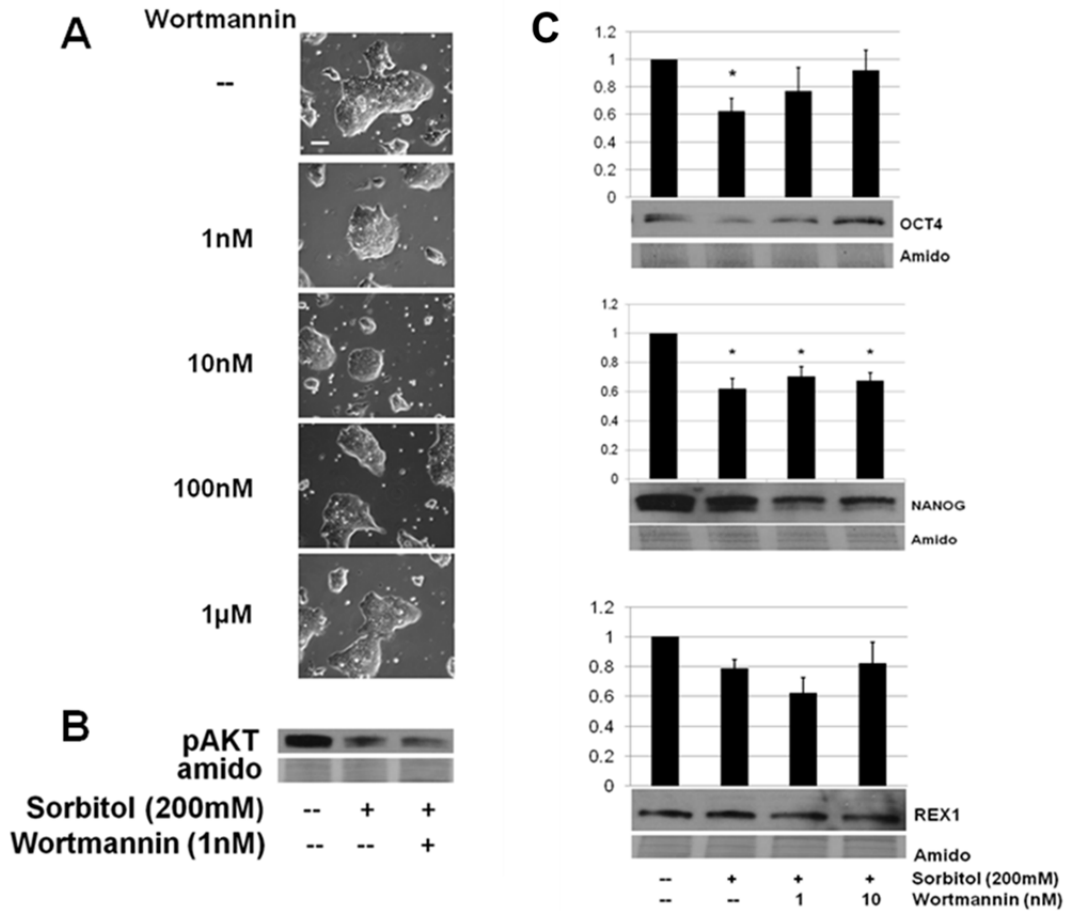 A
Wortmannin
--
1nM
10nM
100nM
1µM
B
pAKT
amido
Sorbitol (200mM) -- + +
Wortmannin (1nM) -- -- +
C
1.2
1
0.8
0.6
0.4
0.2
0
*
OCT4
Amido
1.2
1
0.8
0.6
0.4
0.2
0
* * *
NANOG
Amido
1.2
1
0.8
0.6
0.4
0.2
0
REX1
Amido
-- + + + Sorbitol (200mM)
-- -- 1 10 Wortmannin (nM)